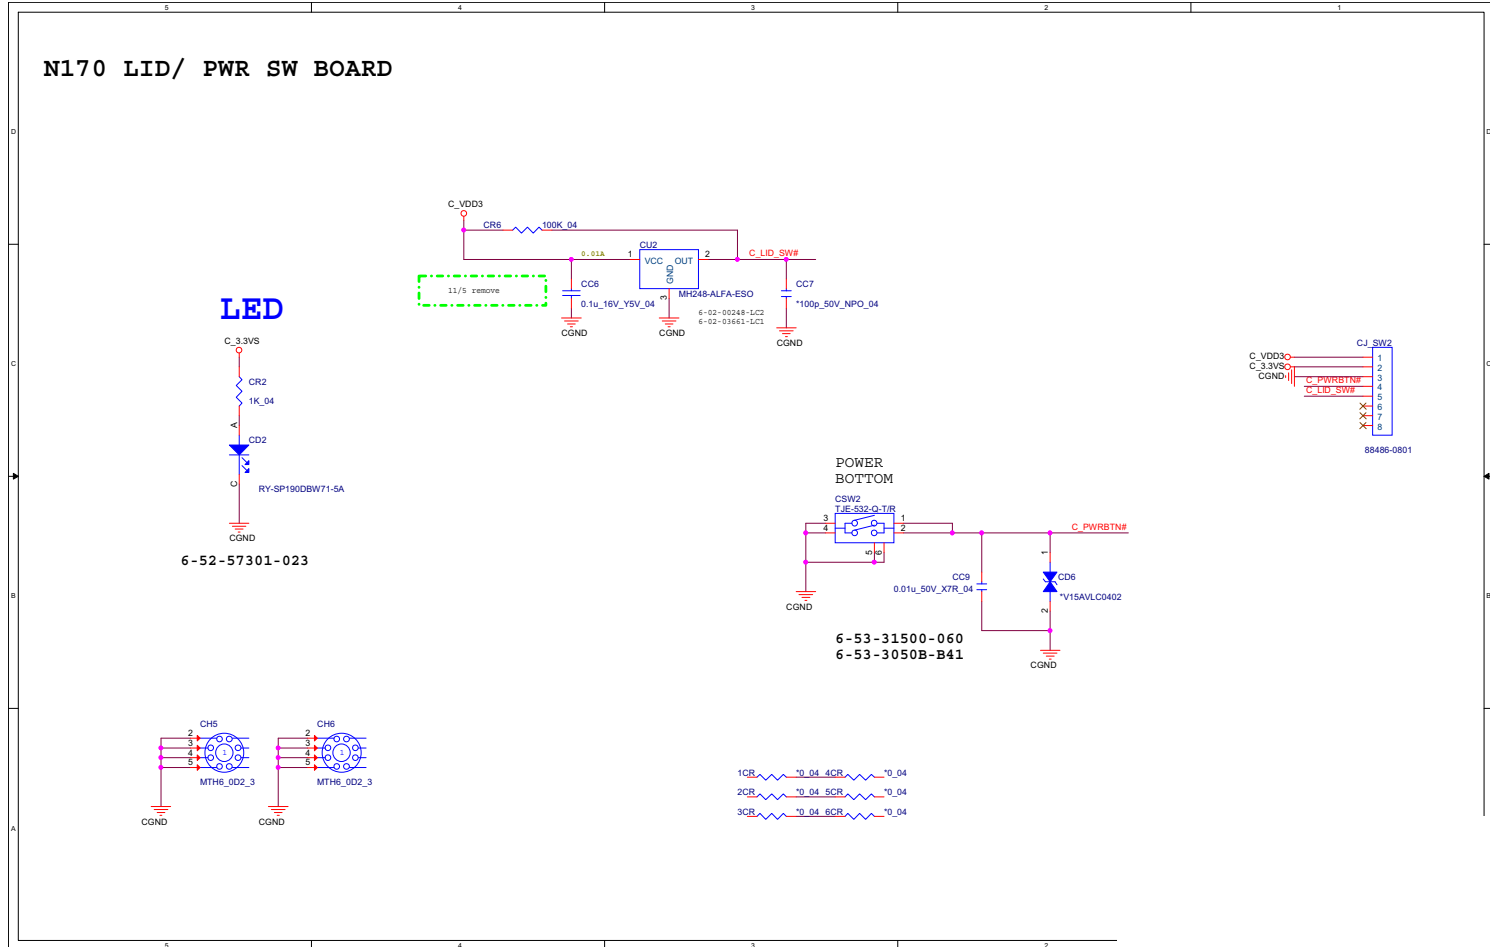 5 4 3 2 1
N170 LID/ PWR SW BOARD
D D
C_VDD3
CR6 100K_04
CU2
0.01A 1 VCC OUT 2 C_LID_SW#
GND
3
11/5 remove
CC6
0.1u_16V_Y5V_04
MH248-ALFA-ESO
6-02-00248-LC2
6-02-03661-LC1
CC7
*100p_50V_NPO_04
CGND CGND CGND
LED
C_3.3VS
CR2
1K_04
A
CD2
C
RY-SP190DBW71-5A
CGND
6-52-57301-023
C C
CJ_SW2
C_VDD3 1
C_3.3VS 2
CGND 3
C_PWRBTN# 4
C_LID_SW# 5
6
7
8
88486-0801
POWER
BOTTOM
CSW2
TJE-532-Q-T/R
3 1
4 2
5 6
C_PWRBTN#
CC9
0.01u_50V_X7R_04
1
CD6
*V15AVLC0402
2
CGND
CGND
6-53-31500-060
6-53-3050B-B41
B B
CH5
2
3
4
5
1
MTH6_0D2_3
CGND
CH6
2
3
4
5
1
MTH6_0D2_3
CGND
1CR *0_04 4CR *0_04
2CR *0_04 5CR *0_04
3CR *0_04 6CR *0_04
A
5 4 3 2